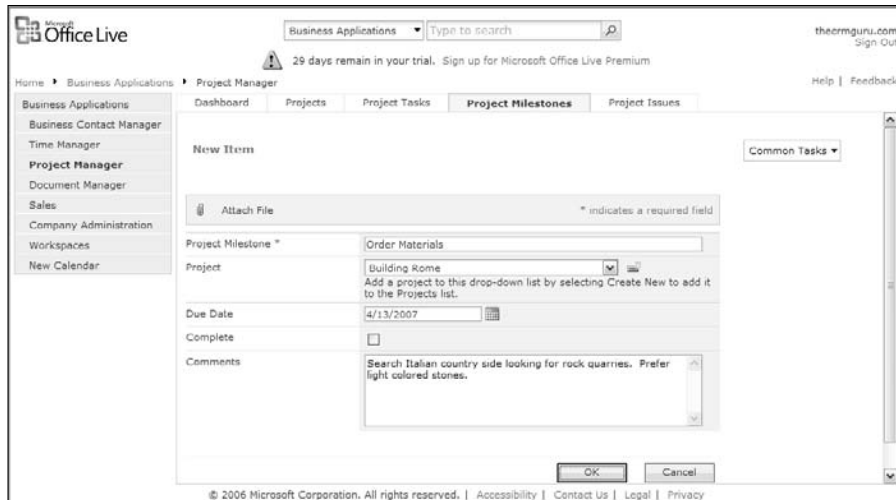 Microsoft
Office Live
Business Applications
Type to search
theormguru.com
Sign Out
29 days remain in your trial. Sign up for Microsoft Office Live Premium
Home Business Applications Project Manager
Help | Feedback
Business Applications
Business Contact Manager
Time Manager
Project Manager
Document Manager
Sales
Company Administration
Workspaces
New Calendar
Dashboard Projects Project Tasks Project Milestones Project Issues
New Item
Common Tasks
Attach File
* indicates a required field
Project Milestone *
Order Materials
Project
Building Rome
Add a project to this drop-down list by selecting Create New to add it
to the Projects list.
Due Date
4/13/2007
Complete
Comments
Search Italian country side looking for rock quarries. Prefer
light colored stones.
OK Cancel
© 2006 Microsoft Corporation. All rights reserved. | Accessibility | Contact Us | Legal | Privacy